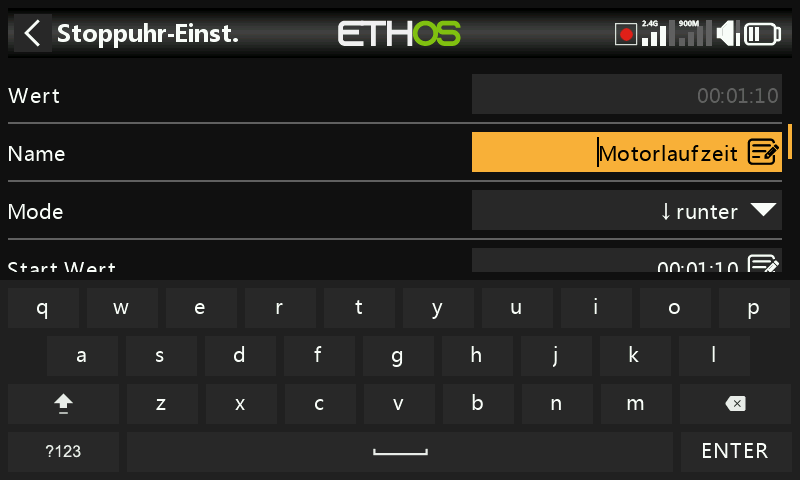 Stoppuhr-Einst. ETHOS 2.4G 900M
Wert 00:01:10
Name Motorlaufzeit
Mode ↓runter
Start Wert 00:01:10
q w e r t y u i o p
a s d f g h j k l
z x c v b n m
?123 ENTER